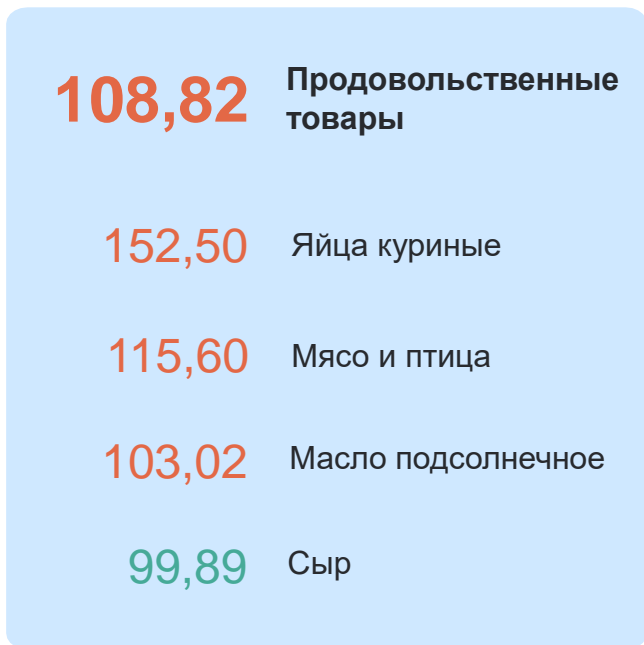 108,82 Продовольственные
товары
152,50 Яйца куриные
115,60 Мясо и птица
103,02 Масло подсолнечное
99,89 Сыр